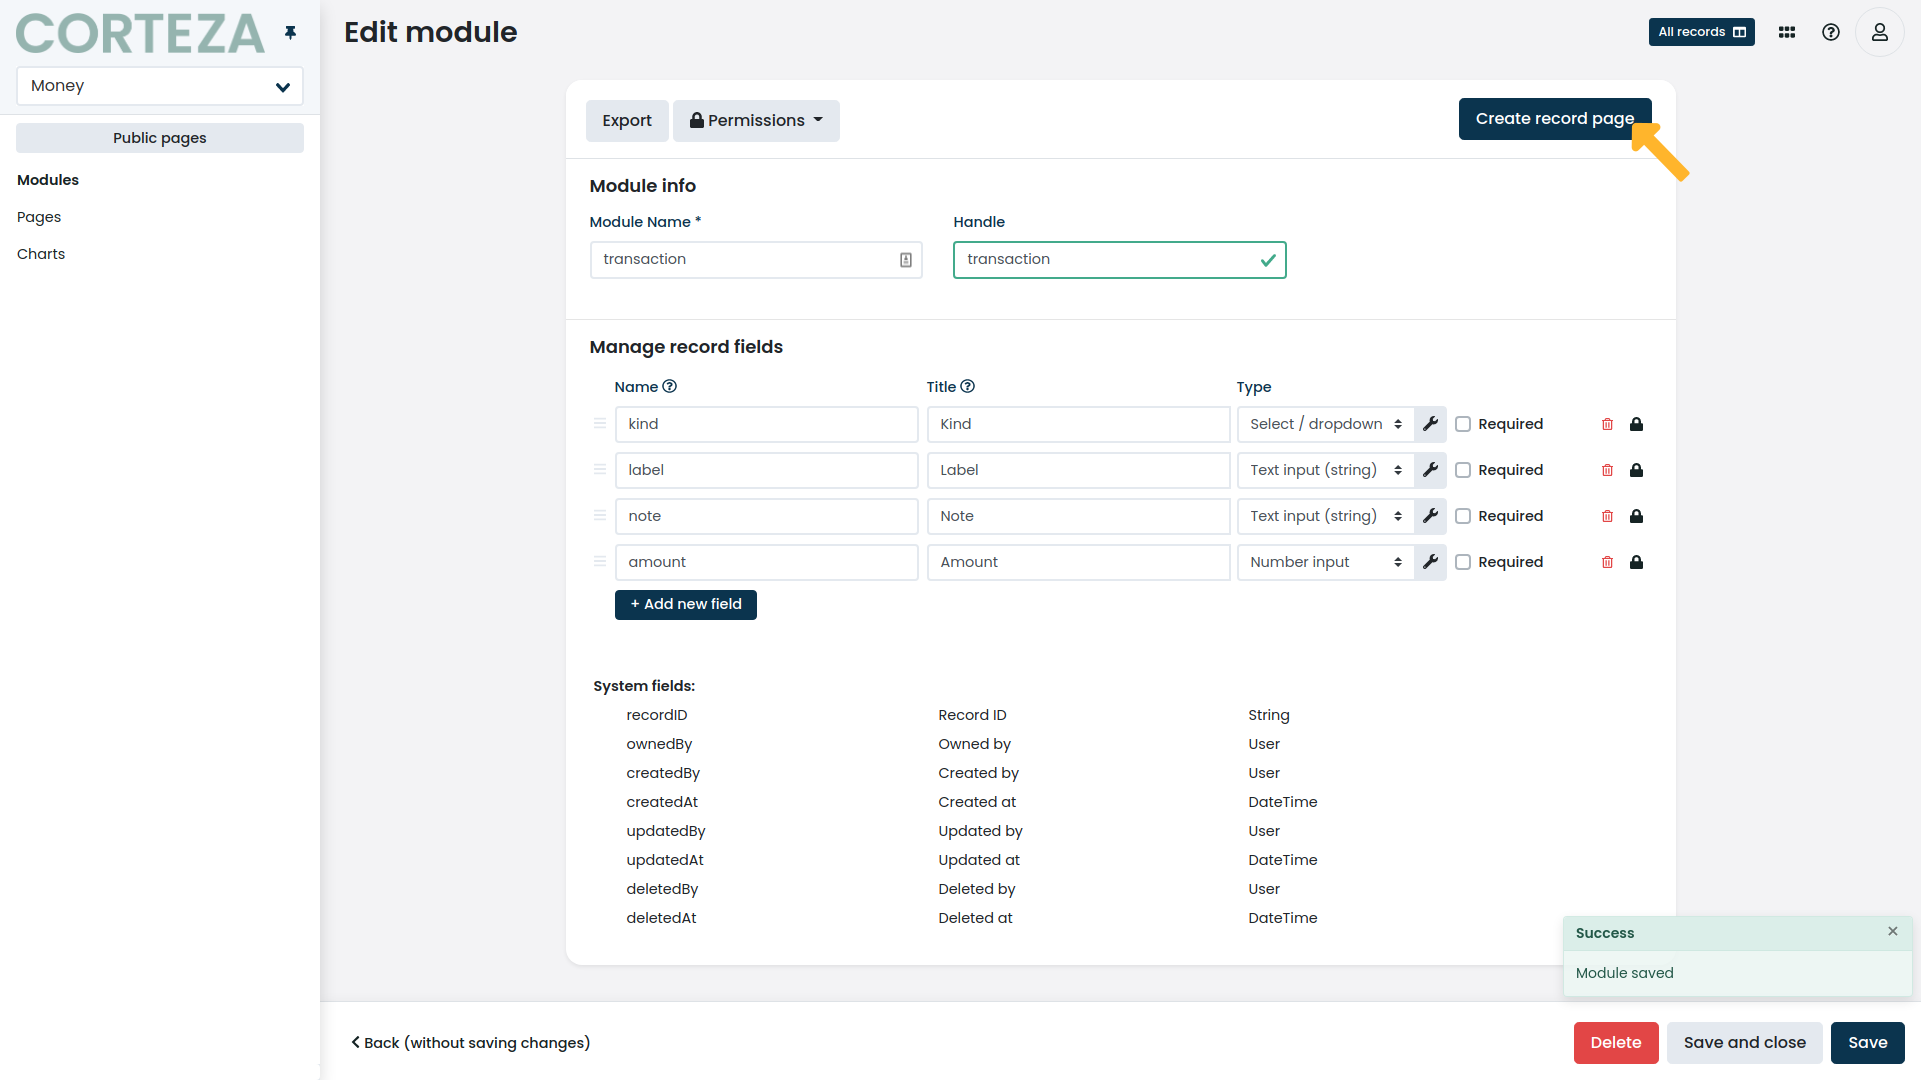 CORTEZA
Edit module
All records
Money
Public pages
Modules
Pages
Charts
Export
Permissions
Create record page
Module info
Module Name *
Handle
transaction
transaction
Manage record fields
Name
Title
Type
kind
Kind
Select / dropdown
Required
label
Label
Text input (string)
Required
note
Note
Text input (string)
Required
amount
Amount
Number input
Required
+ Add new field
System fields:
recordID Record ID String
ownedBy Owned by User
createdBy Created by User
createdAt Created at DateTime
updatedBy Updated by User
updatedAt Updated at DateTime
deletedBy Deleted by User
deletedAt Deleted at DateTime
Success
Module saved
Back (without saving changes)
Delete
Save and close
Save